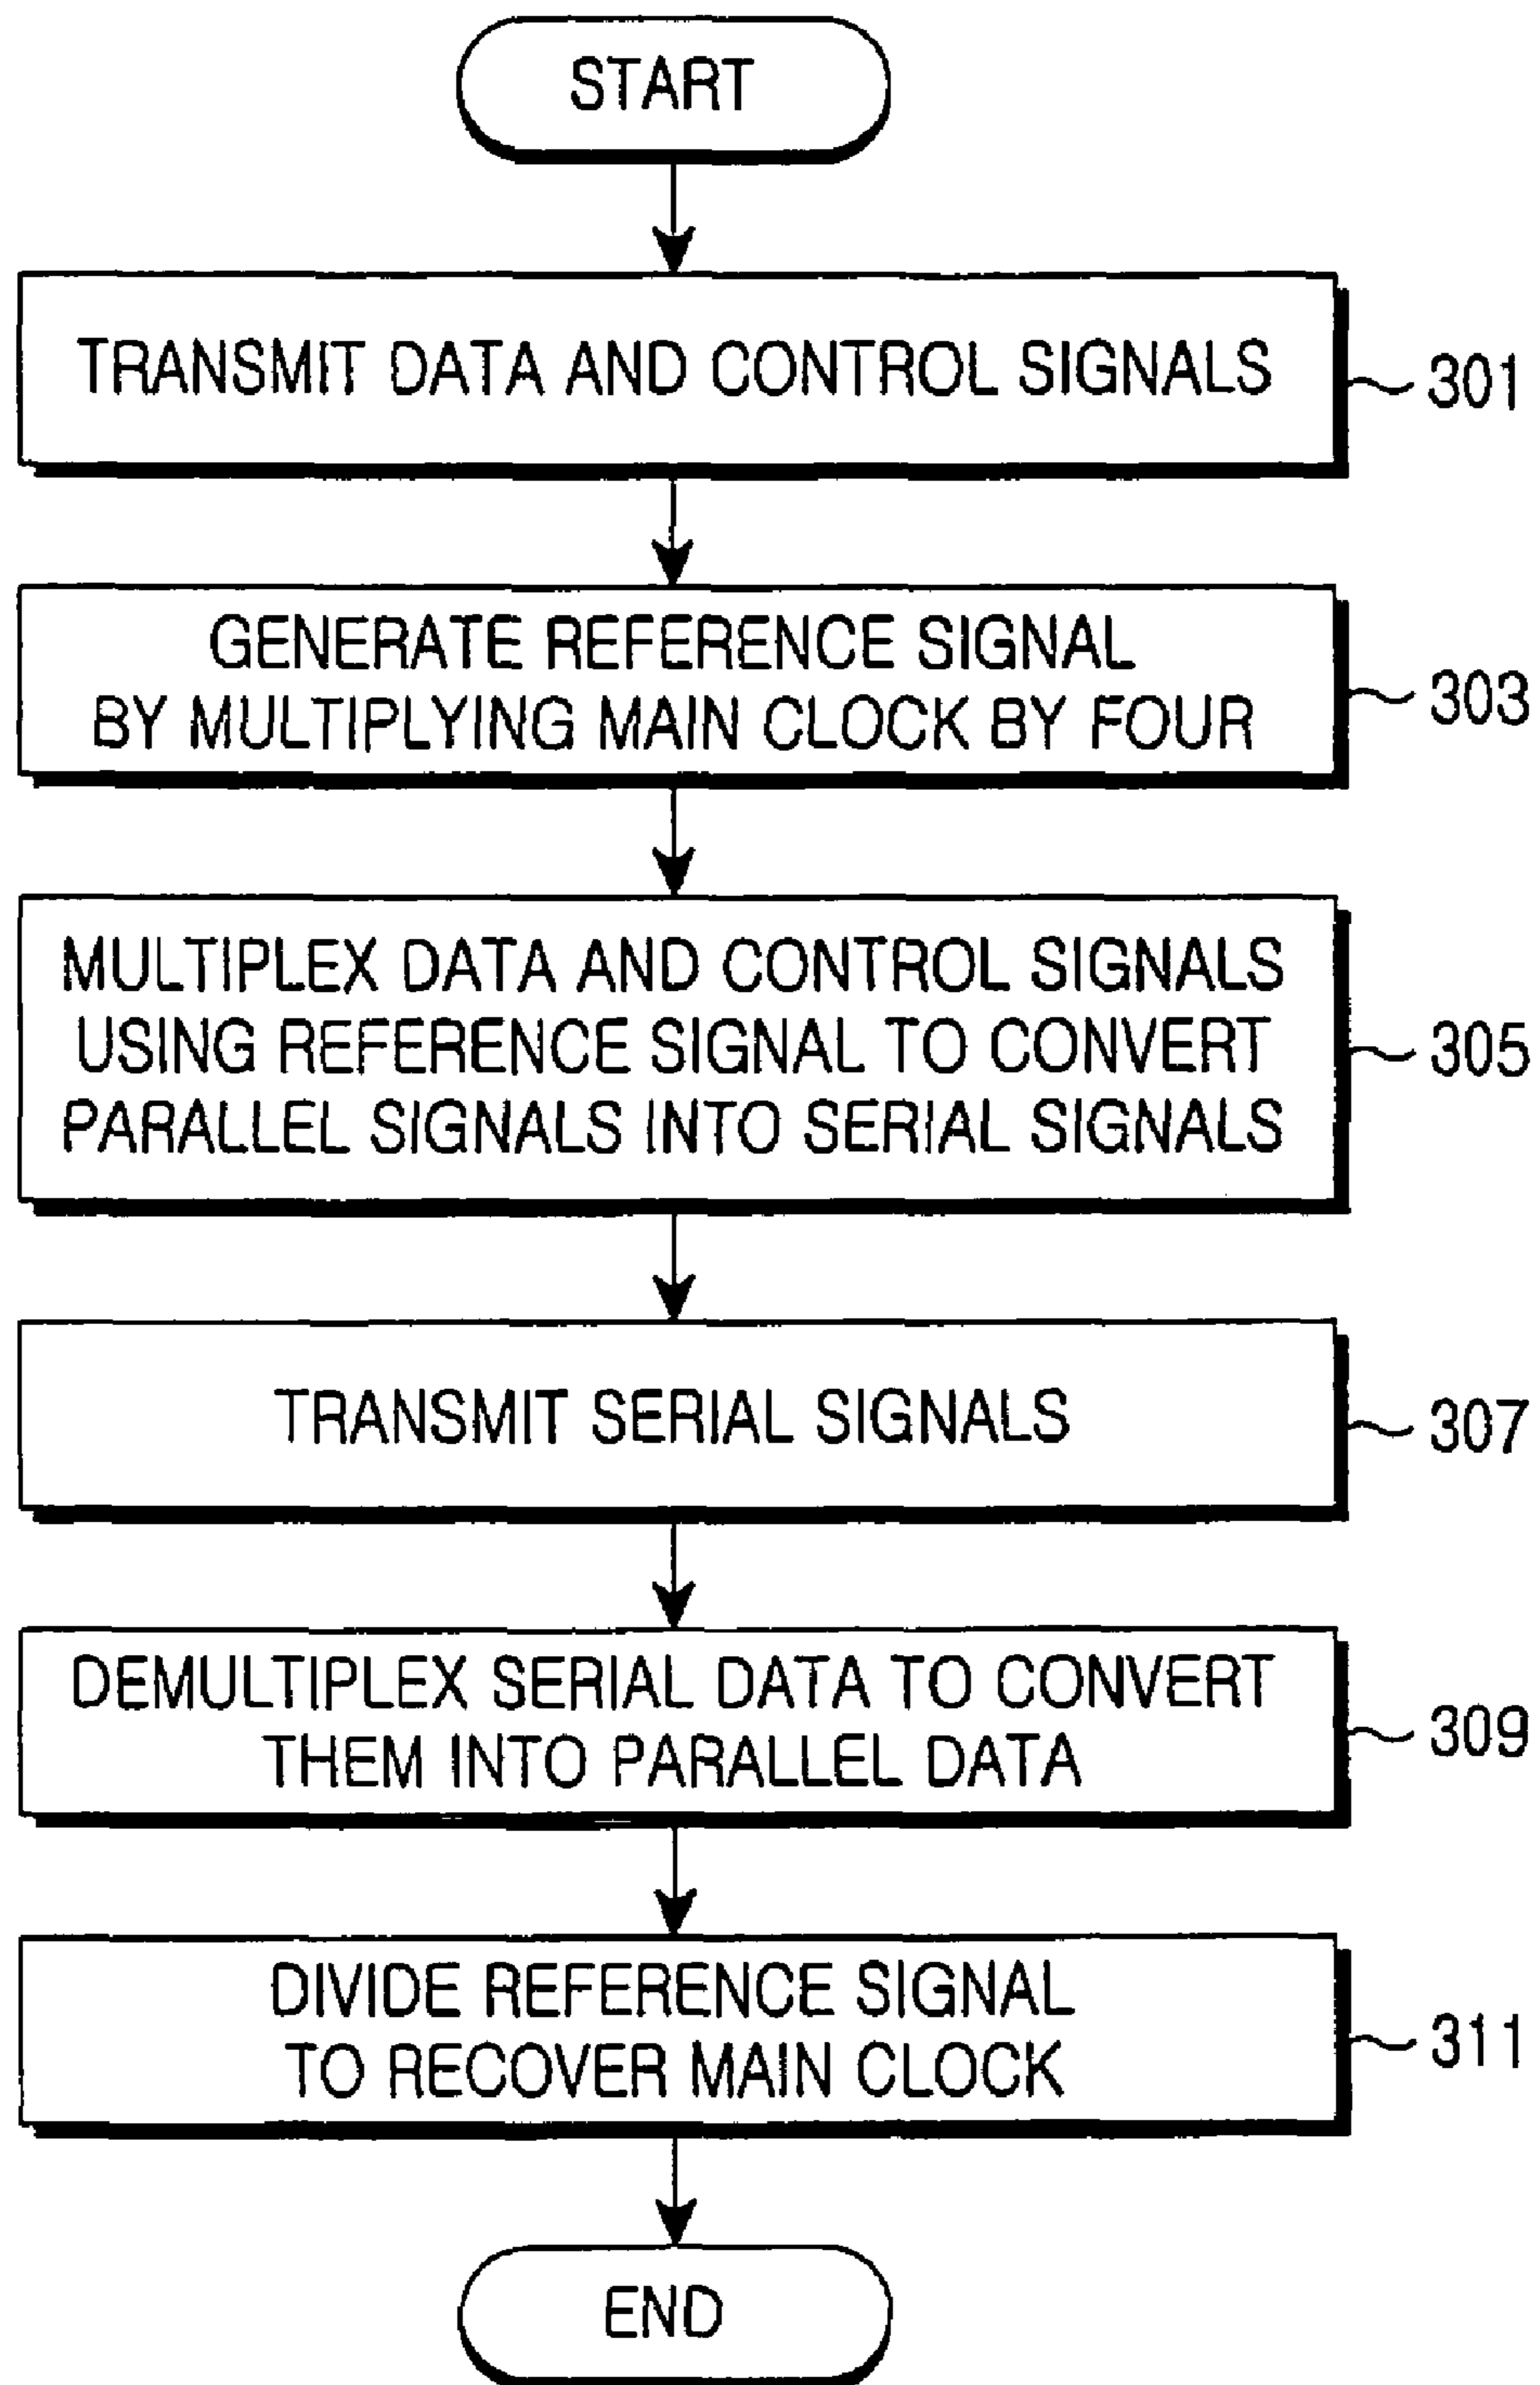 START
TRANSMIT DATA AND CONTROL SIGNALS
301
GENERATE REFERENCE SIGNAL
BY MULTIPLYING MAIN CLOCK BY FOUR
303
MULTIPLEX DATA AND CONTROL SIGNALS
USING REFERENCE SIGNAL TO CONVERT
PARALLEL SIGNALS INTO SERIAL SIGNALS
305
TRANSMIT SERIAL SIGNALS
307
DEMULTIPLEX SERIAL DATA TO CONVERT
THEM INTO PARALLEL DATA
309
DIVIDE REFERENCE SIGNAL
TO RECOVER MAIN CLOCK
311
END